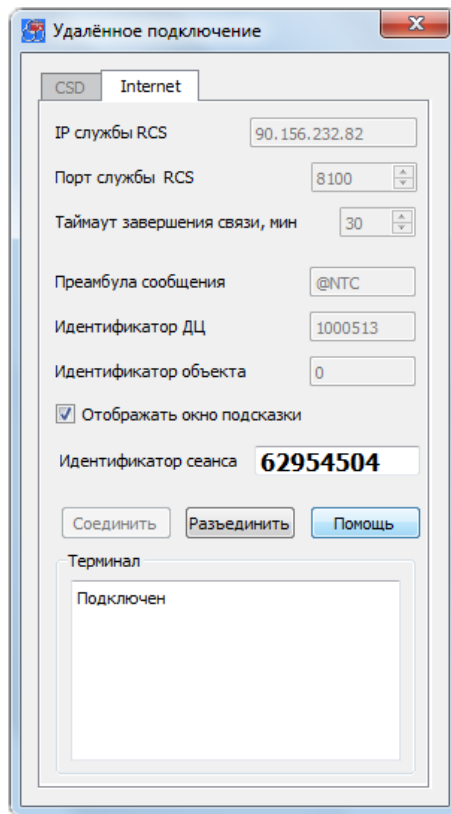 Удалённое подключение
CSD Internet
IP службы RCS 90.156.232.82
Порт службы RCS 8100
Таймаут завершения связи, мин 30
Преамбула сообщения @NTC
Идентификатор ДЦ 1000513
Идентификатор объекта 0
Отображать окно подсказки
Идентификатор сеанса 62954504
Соединить Разъединить Помощь
Терминал
Подключен